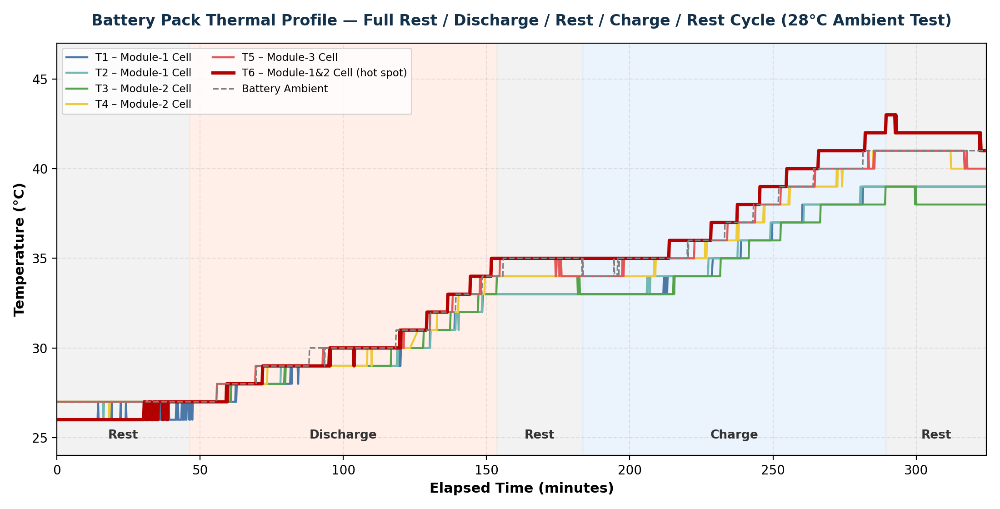 Battery Pack Thermal Profile — Full Rest / Discharge / Rest / Charge / Rest Cycle (28°C Ambient Test)
T1 – Module-1 Cell
T2 – Module-1 Cell
T3 – Module-2 Cell
T4 – Module-2 Cell
T5 – Module-3 Cell
T6 – Module-1&2 Cell (hot spot)
Battery Ambient
Temperature (°C)
45
40
35
30
25
Rest
Discharge
Rest
Charge
Rest
0
50
100
150
200
250
300
Elapsed Time (minutes)